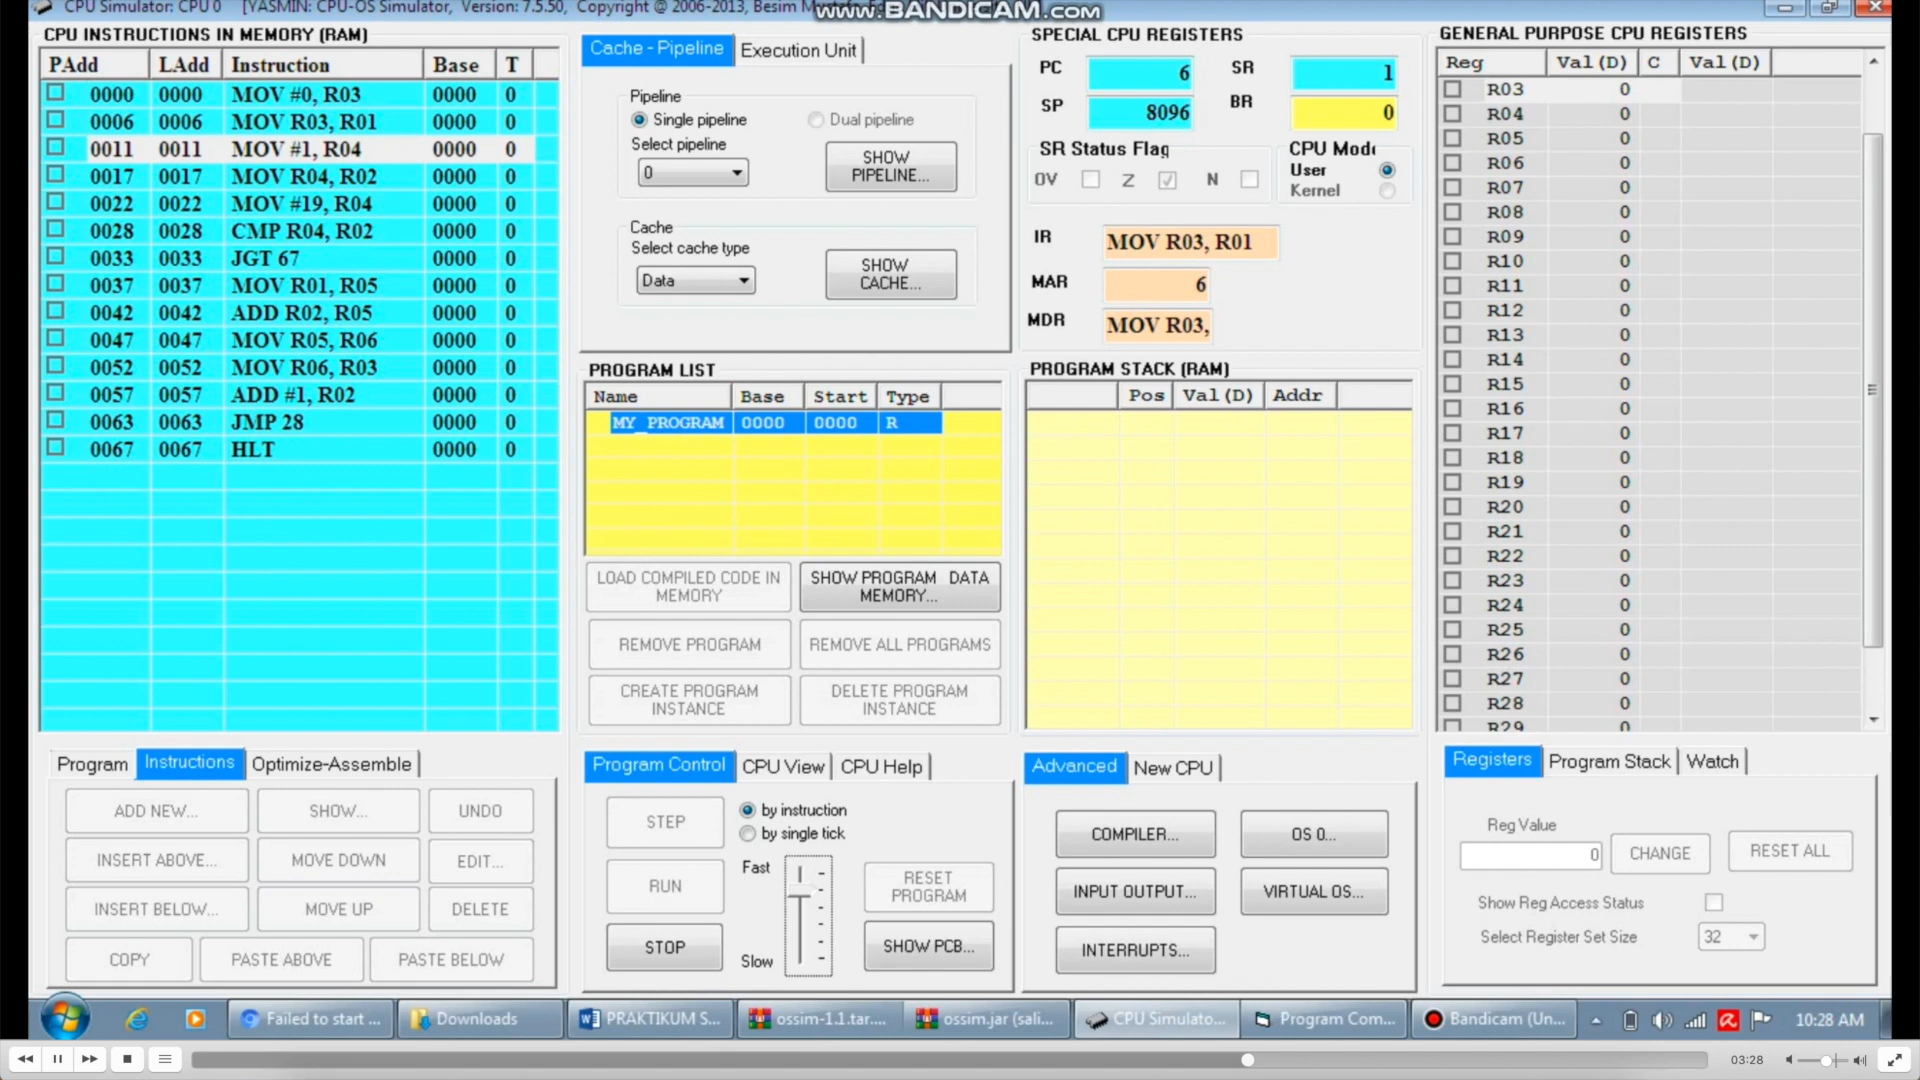 CPU Simulator: CPU 0 [YASMIN: CPU-OS Simulator, Version: 7.5.50, Copyright @ 2006-2013, Besim
www.BANDICAM.com
CPU INSTRUCTIONS IN MEMORY (RAM)
PAdd LAdd Instruction Base T
0000 0000 MOV #0, R03 0000 0
0006 0006 MOV R03, R01 0000 0
0011 0011 MOV #1, R04 0000 0
0017 0017 MOV R04, R02 0000 0
0022 0022 MOV #19, R04 0000 0
0028 0028 CMP R04, R02 0000 0
0033 0033 JGT 67 0000 0
0037 0037 MOV R01, R05 0000 0
0042 0042 ADD R02, R05 0000 0
0047 0047 MOV R05, R06 0000 0
0052 0052 MOV R06, R03 0000 0
0057 0057 ADD #1, R02 0000 0
0063 0063 JMP 28 0000 0
0067 0067 HLT 0000 0
Program Instructions Optimize-Assemble
ADD NEW... SHOW... UNDO
INSERT ABOVE... MOVE DOWN EDIT...
INSERT BELOW... MOVE UP DELETE
COPY PASTE ABOVE PASTE BELOW
Cache - Pipeline Execution Unit
Pipeline
Single pipeline Dual pipeline
Select pipeline
0
SHOW
PIPELINE...
Cache
Select cache type
Data
SHOW
CACHE...
PROGRAM LIST
Name Base Start Type
MY_PROGRAM 0000 0000 R
LOAD COMPILED CODE IN
MEMORY
SHOW PROGRAM DATA
MEMORY...
REMOVE PROGRAM REMOVE ALL PROGRAMS
CREATE PROGRAM
INSTANCE
DELETE PROGRAM
INSTANCE
Program Control CPU View CPU Help
STEP
by instruction
by single tick
RUN
STOP
Fast
Slow
RESET
PROGRAM
SHOW PCB...
SPECIAL CPU REGISTERS
PC 6 SR 1
SP 8096 BR 0
SR Status Flag
OV Z N
CPU Mode
User
Kernel
IR MOV R03, R01
MAR 6
MDR MOV R03,
PROGRAM STACK (RAM)
Pos Val(D) Addr
Advanced New CPU
COMPILER... OS 0...
INPUT OUTPUT... VIRTUAL OS...
INTERRUPTS...
GENERAL PURPOSE CPU REGISTERS
Reg Val(D) C Val(D)
R03 0
R04 0
R05 0
R06 0
R07 0
R08 0
R09 0
R10 0
R11 0
R12 0
R13 0
R14 0
R15 0
R16 0
R17 0
R18 0
R19 0
R20 0
R21 0
R22 0
R23 0
R24 0
R25 0
R26 0
R27 0
R28 0
R29 0
Registers Program Stack Watch
Reg Value
0 CHANGE RESET ALL
Show Reg Access Status
Select Register Set Size 32
Failed to start ... Downloads PRAKTIKUM S... ossim-1.1.tar.... ossim.jar (sali... CPU Simulato... Program Com... Bandicam (Un... 10:28 AM
03:28